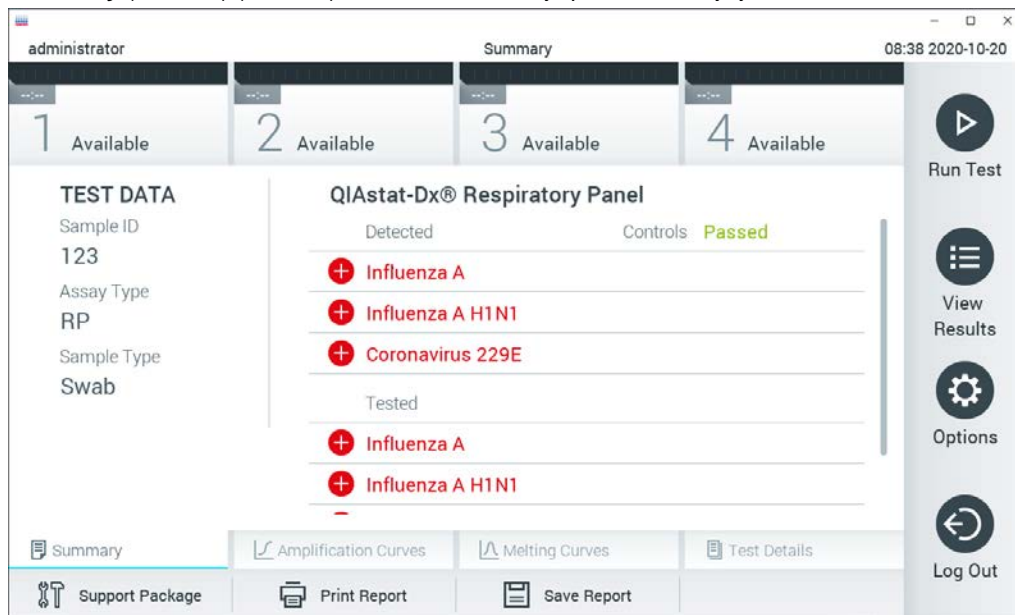 administrator
Summary
08:38 2020-10-20
--:--
--:--
--:--
--:--
1 Available
2 Available
3 Available
4 Available
Run Test
View
Results
Options
Log Out
TEST DATA
Sample ID
123
Assay Type
RP
Sample Type
Swab
QIAstat-Dx® Respiratory Panel
Detected Controls Passed
Influenza A
Influenza A H1N1
Coronavirus 229E
Tested
Influenza A
Influenza A H1N1
Summary
Amplification Curves
Melting Curves
Test Details
Support Package
Print Report
Save Report